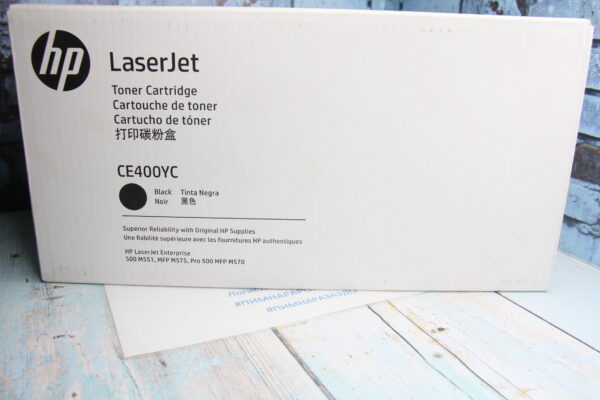 hp
LaserJet
Toner Cartridge
Cartouche de toner
Cartucho de tóner
打印碳粉盒
CE400YC
Black Tinta Negra
Noir 黑色
Superior Reliability with Original HP Supplies
Une fiabilité supérieure avec les fournitures HP authentiques
HP LaserJet Enterprise
500 M551, MFP M575, Pro 500 MFP M570